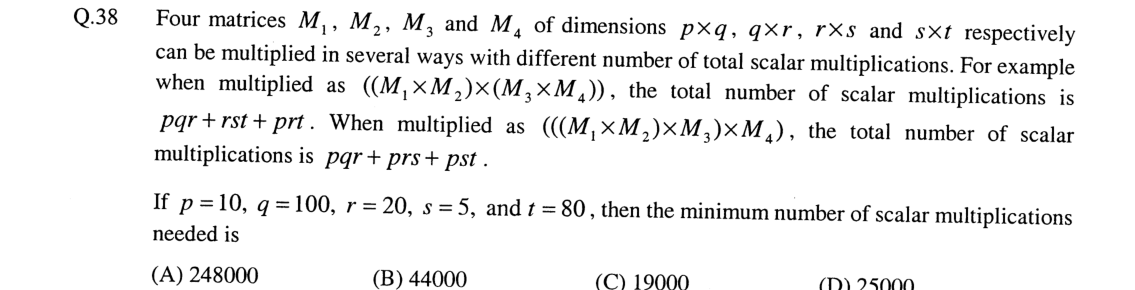 Q.38 Four matrices M₁, M₂, M₃ and M₄ of dimensions p×q, q×r, r×s and s×t respectively
can be multiplied in several ways with different number of total scalar multiplications. For example
when multiplied as ((M₁×M₂)×(M₃×M₄)), the total number of scalar multiplications is
pqr + rst + prt. When multiplied as (((M₁×M₂)×M₃)×M₄), the total number of scalar
multiplications is pqr + prs + pst.
If p = 10, q = 100, r = 20, s = 5, and t = 80, then the minimum number of scalar multiplications
needed is
(A) 248000 (B) 44000 (C) 19000 (D) 25000